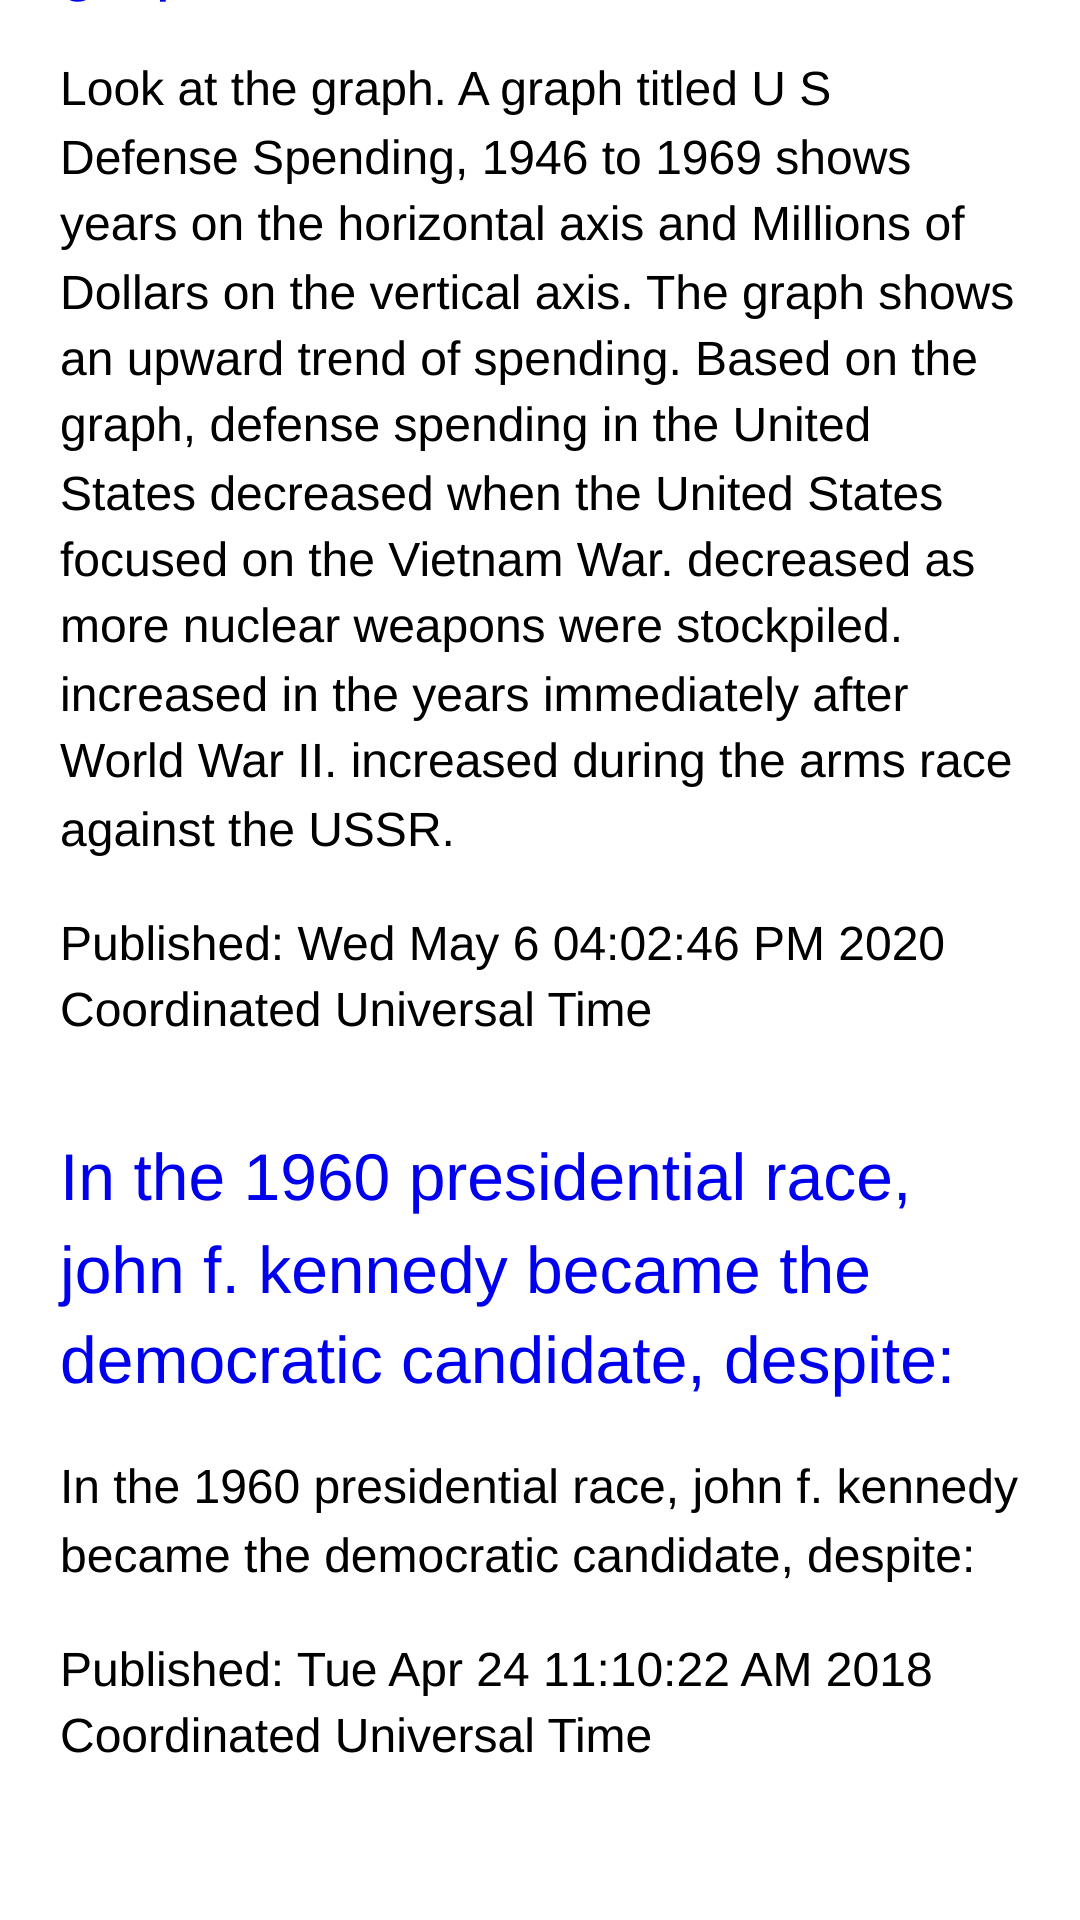 Look at the graph. A graph titled U S
Defense Spending, 1946 to 1969 shows
years on the horizontal axis and Millions of
Dollars on the vertical axis. The graph shows
an upward trend of spending. Based on the
graph, defense spending in the United
States decreased when the United States
focused on the Vietnam War. decreased as
more nuclear weapons were stockpiled.
increased in the years immediately after
World War II. increased during the arms race
against the USSR.
Published: Wed May 6 04:02:46 PM 2020
Coordinated Universal Time
In the 1960 presidential race,
john f. kennedy became the
democratic candidate, despite:
In the 1960 presidential race, john f. kennedy
became the democratic candidate, despite:
Published: Tue Apr 24 11:10:22 AM 2018
Coordinated Universal Time